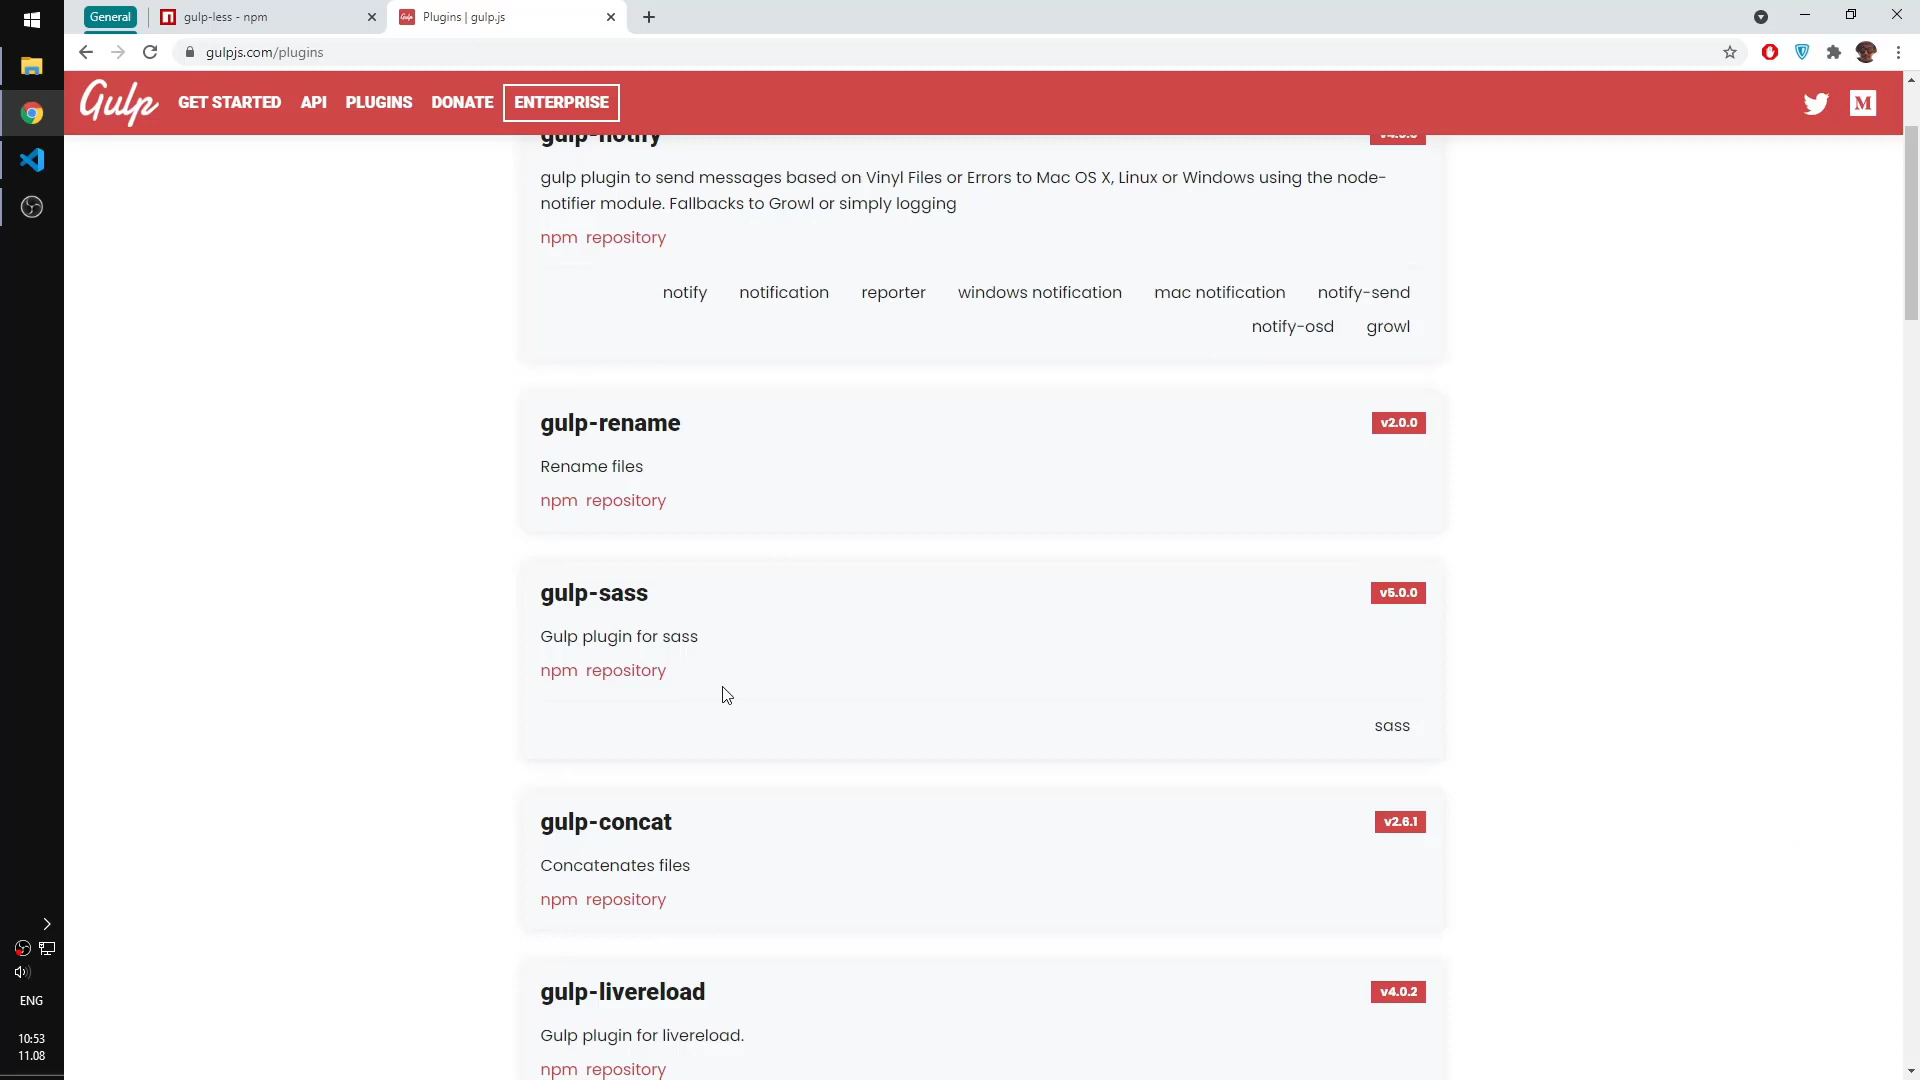 General
gulp-less - npm
Plugins | gulp.js
gulpjs.com/plugins
Gulp
GET STARTED
API
PLUGINS
DONATE
ENTERPRISE
M
gulp-notify
gulp plugin to send messages based on Vinyl Files or Errors to Mac OS X, Linux or Windows using the node-
notifier module. Fallbacks to Growl or simply logging
npm repository
notify notification reporter windows notification mac notification notify-send
notify-osd growl
gulp-rename
v2.0.0
Rename files
npm repository
gulp-sass
v5.0.0
Gulp plugin for sass
npm repository
sass
gulp-concat
v2.6.1
Concatenates files
npm repository
gulp-livereload
v4.0.2
Gulp plugin for livereload.
npm repository
ENG
10:53
11.08